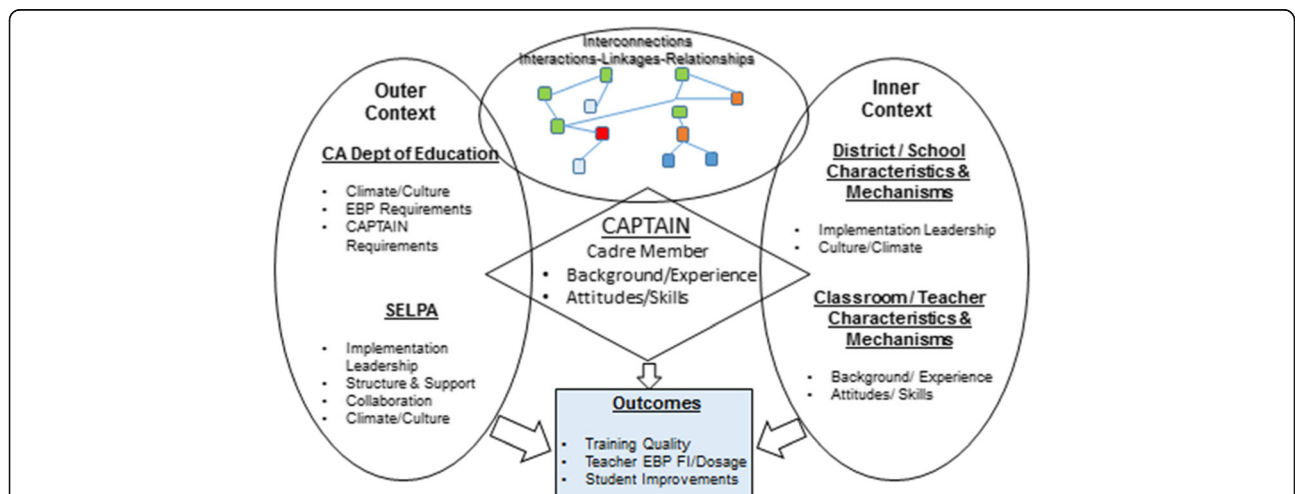 Interconnections
Interactions-Linkages-Relationships
Outer
Context
CA Dept of Education
• Climate/Culture
• EBP Requirements
• CAPTAIN
Requirements
SELPA
• Implementation
Leadership
• Structure & Support
• Collaboration
• Climate/Culture
CAPTAIN
Cadre Member
• Background/Experience
• Attitudes/Skills
Inner
Context
District / School
Characteristics &
Mechanisms
• Implementation Leadership
• Culture/Climate
Classroom / Teacher
Characteristics &
Mechanisms
• Background/ Experience
• Attitudes/ Skills
Outcomes
• Training Quality
• Teacher EBP FI/Dosage
• Student Improvements